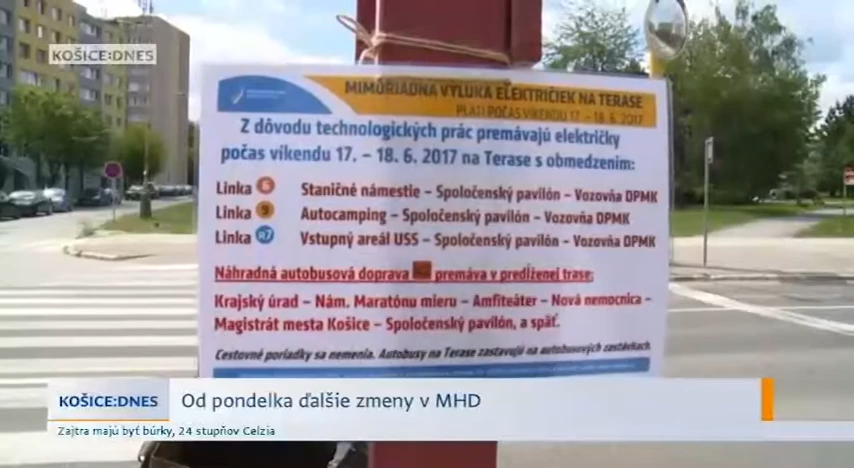 KOŠICE:DNES
MIMORIADNA VÝLUKA ELEKTRIČIEK NA TERASE
PLATÍ POČAS VÍKENDU 17. – 18. 6. 2017
Z dôvodu technologických prác premávajú električky
počas víkendu 17. – 18. 6. 2017 na Terase s obmedzením:
Linka 6 Staničné námestie – Spoločenský pavilón – Vozovňa DPMK
Linka 9 Autocamping – Spoločenský pavilón – Vozovňa DPMK
Linka R7 Vstupný areál USS – Spoločenský pavilón – Vozovňa DPMK
Náhradná autobusová doprava premáva v predĺženej trase:
Krajský úrad – Nám. Maratónu mieru – Amfiteáter – Nová nemocnica –
Magistrát mesta Košice – Spoločenský pavilón, a späť.
Cestovné poriadky sa nemenia. Autobusy na Terase zastavujú na autobusových zastávkach.
KOŠICE:DNES
Od pondelka ďalšie zmeny v MHD
Zajtra majú byť búrky, 24 stupňov Celzia